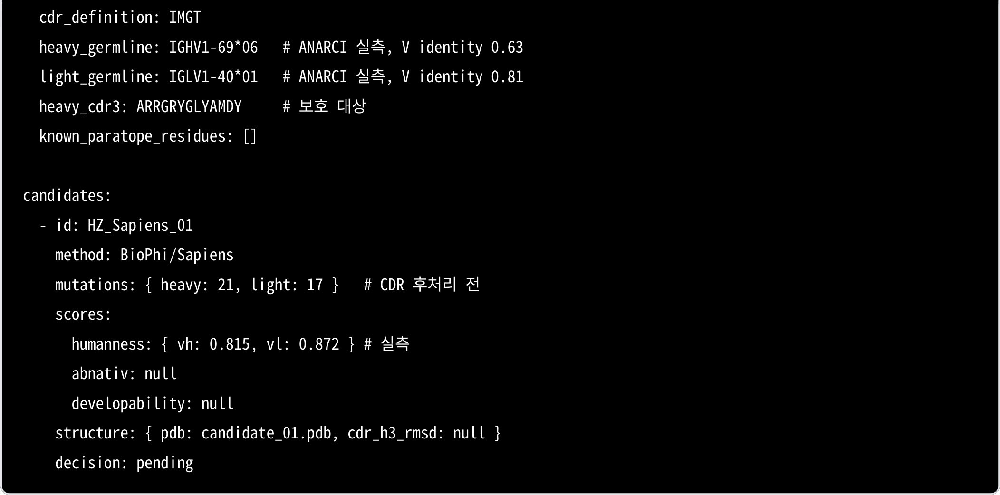 cdr_definition: IMGT
heavy_germline: IGHV1-69*06   # ANARCI 실측, V identity 0.63
light_germline: IGLV1-40*01   # ANARCI 실측, V identity 0.81
heavy_cdr3: ARRGRYGLYAMDY     # 보호 대상
known_paratope_residues: []
candidates:
- id: HZ_Sapiens_01
method: BioPhi/Sapiens
mutations: { heavy: 21, light: 17 }   # CDR 후처리 전
scores:
humanness: { vh: 0.815, vl: 0.872 } # 실측
abnativ: null
developability: null
structure: { pdb: candidate_01.pdb, cdr_h3_rmsd: null }
decision: pending